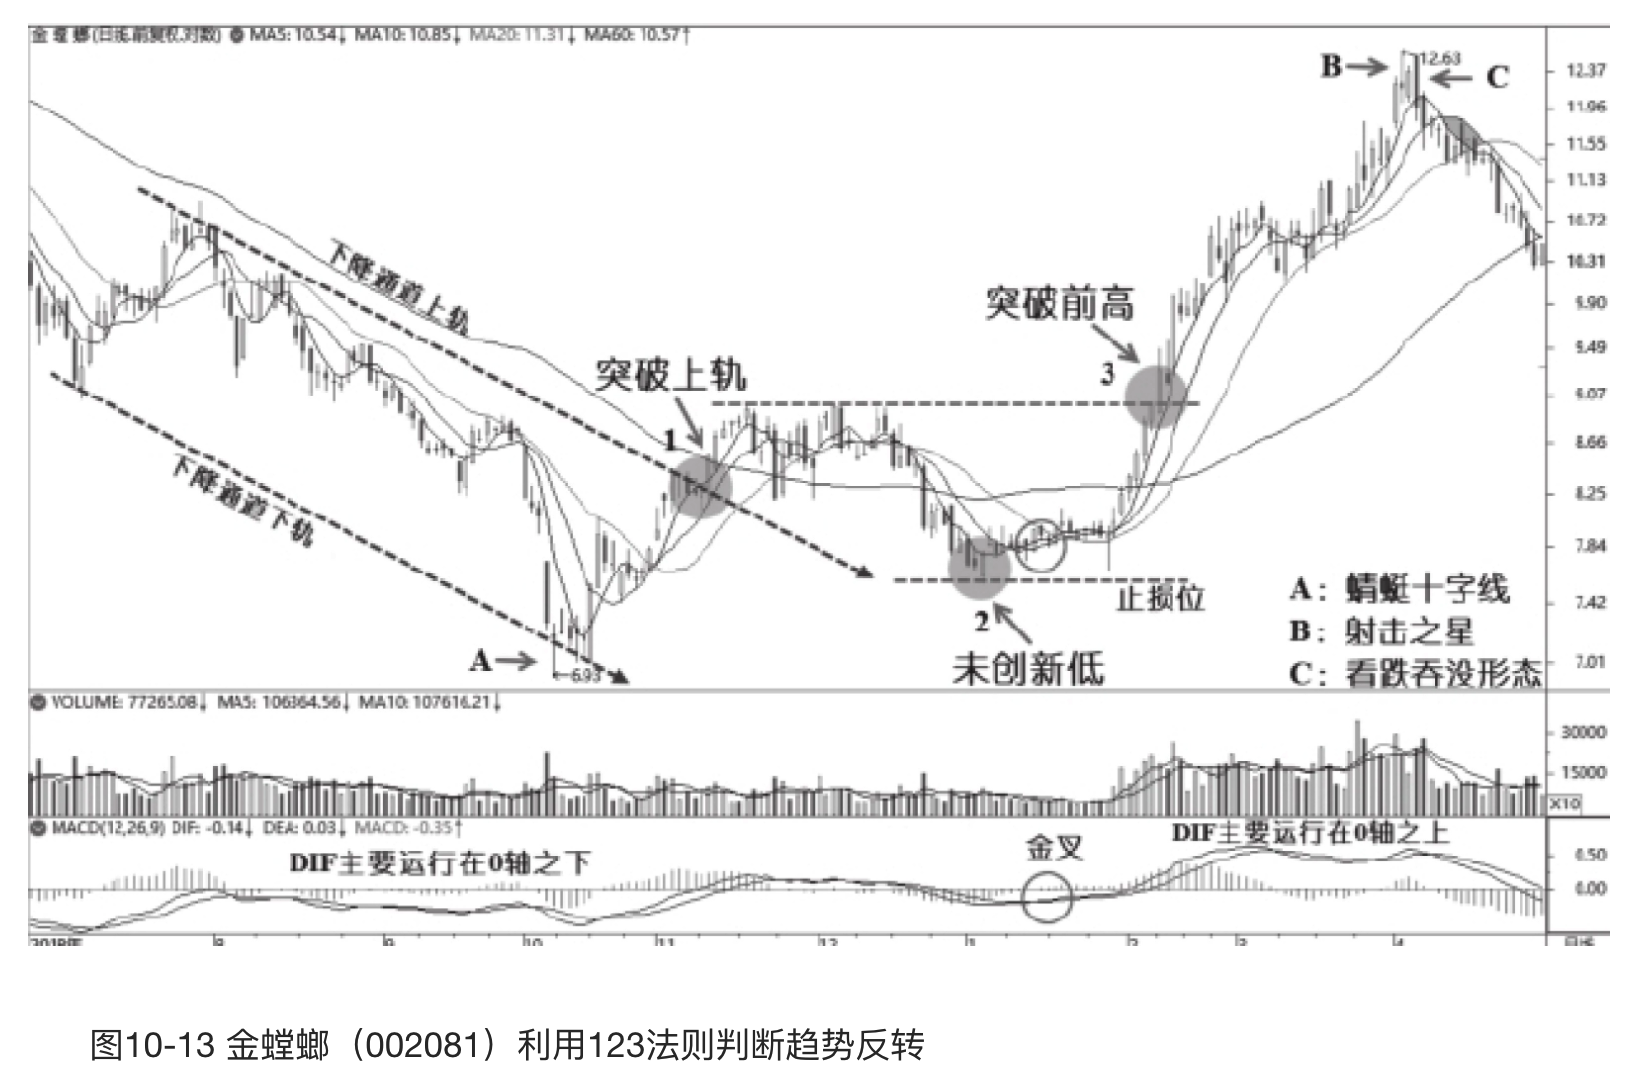 金 螳 螂 (日线.前复权.对数) MA5: 10.54↓ MA10: 10.85↓ MA20: 11.31↓ MA60: 10.57↑
B
12.63
C
12.37
11.96
11.55
11.13
10.72
10.31
9.90
9.49
9.07
8.66
8.25
7.84
7.42
7.01
下降通道上轨
突破前高
3
突破上轨
1
下降通道下轨
止损位
2
未创新低
A
6.93
A：蜻蜓十字线
B：射击之星
C：看跌吞没形态
VOLUME: 77265.08↓ MA5: 106364.56↓ MA10: 107616.21↓
30000
15000
X10
MACD(12,26,9) DIF: -0.14↓ DEA: 0.03↓ MACD: -0.35↑
DIF主要运行在0轴之下
金叉
DIF主要运行在0轴之上
0.50
0.00
2018年 8 9 10 11 12 1 2 3 4 日线
图10-13 金螳螂（002081）利用123法则判断趋势反转